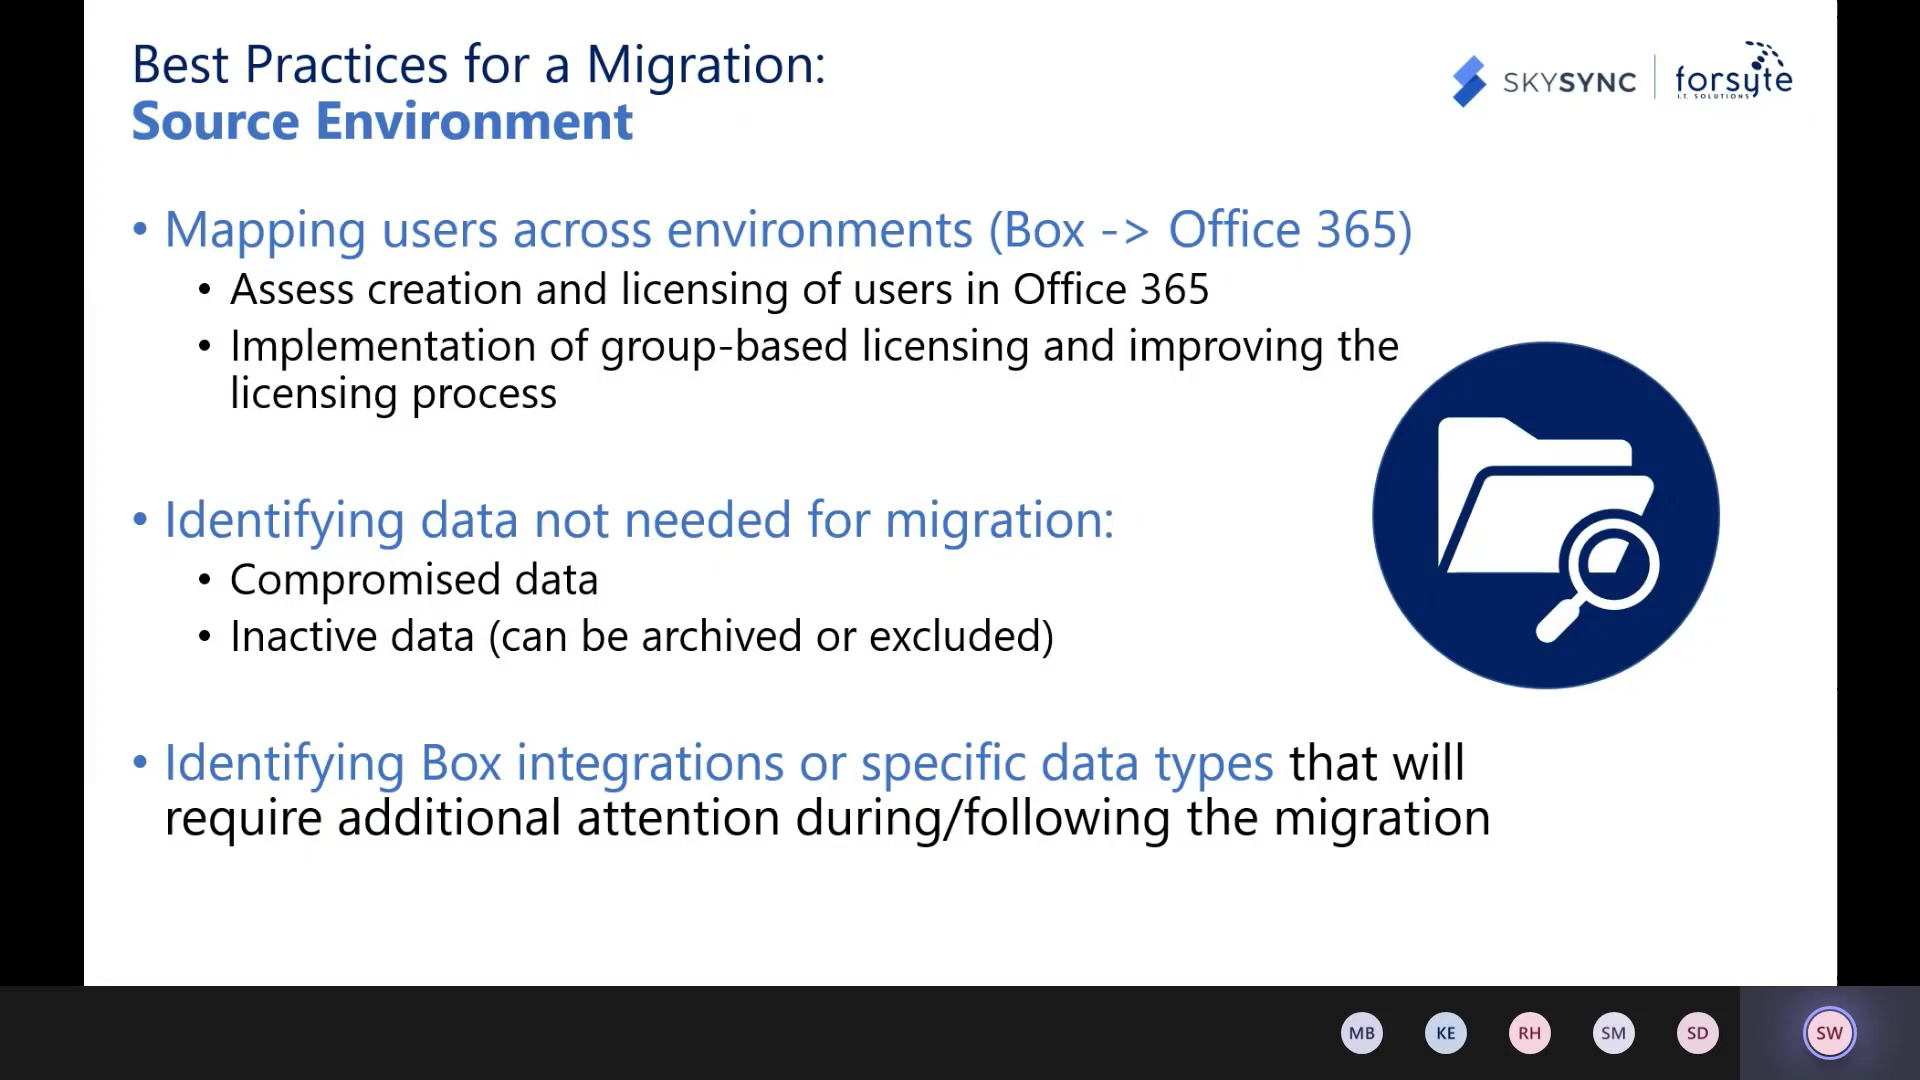 Best Practices for a Migration:
Source Environment
SKYSYNC
forsyte
I.T. SOLUTIONS
• Mapping users across environments (Box -> Office 365)
• Assess creation and licensing of users in Office 365
• Implementation of group-based licensing and improving the
licensing process
• Identifying data not needed for migration:
• Compromised data
• Inactive data (can be archived or excluded)
• Identifying Box integrations or specific data types that will
require additional attention during/following the migration
MB
KE
RH
SM
SD
SW